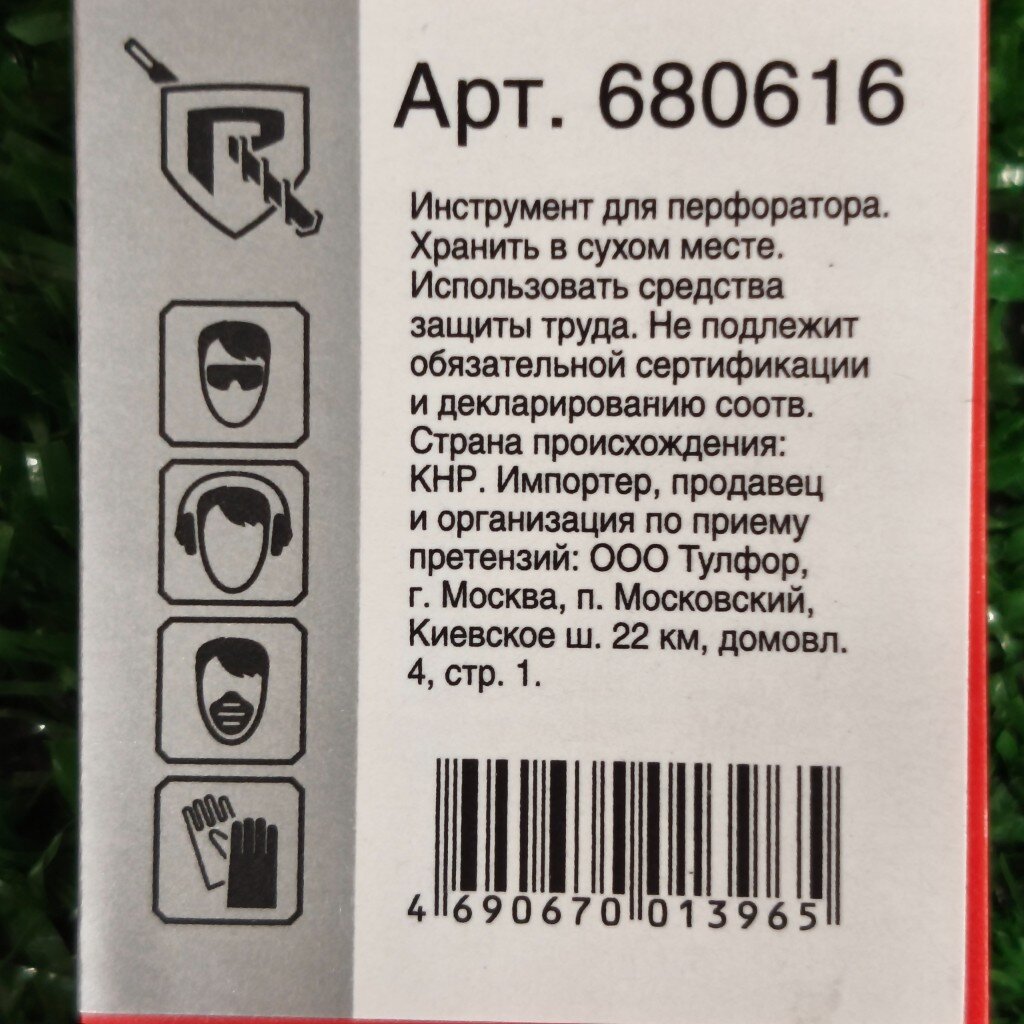 Арт. 680616
Инструмент для перфоратора.
Хранить в сухом месте.
Использовать средства
защиты труда. Не подлежит
обязательной сертификации
и декларированию соотв.
Страна происхождения:
КНР. Импортер, продавец
и организация по приему
претензий: ООО Тулфор,
г. Москва, п. Московский,
Киевское ш. 22 км, домовл.
4, стр. 1.
4 690670 013965